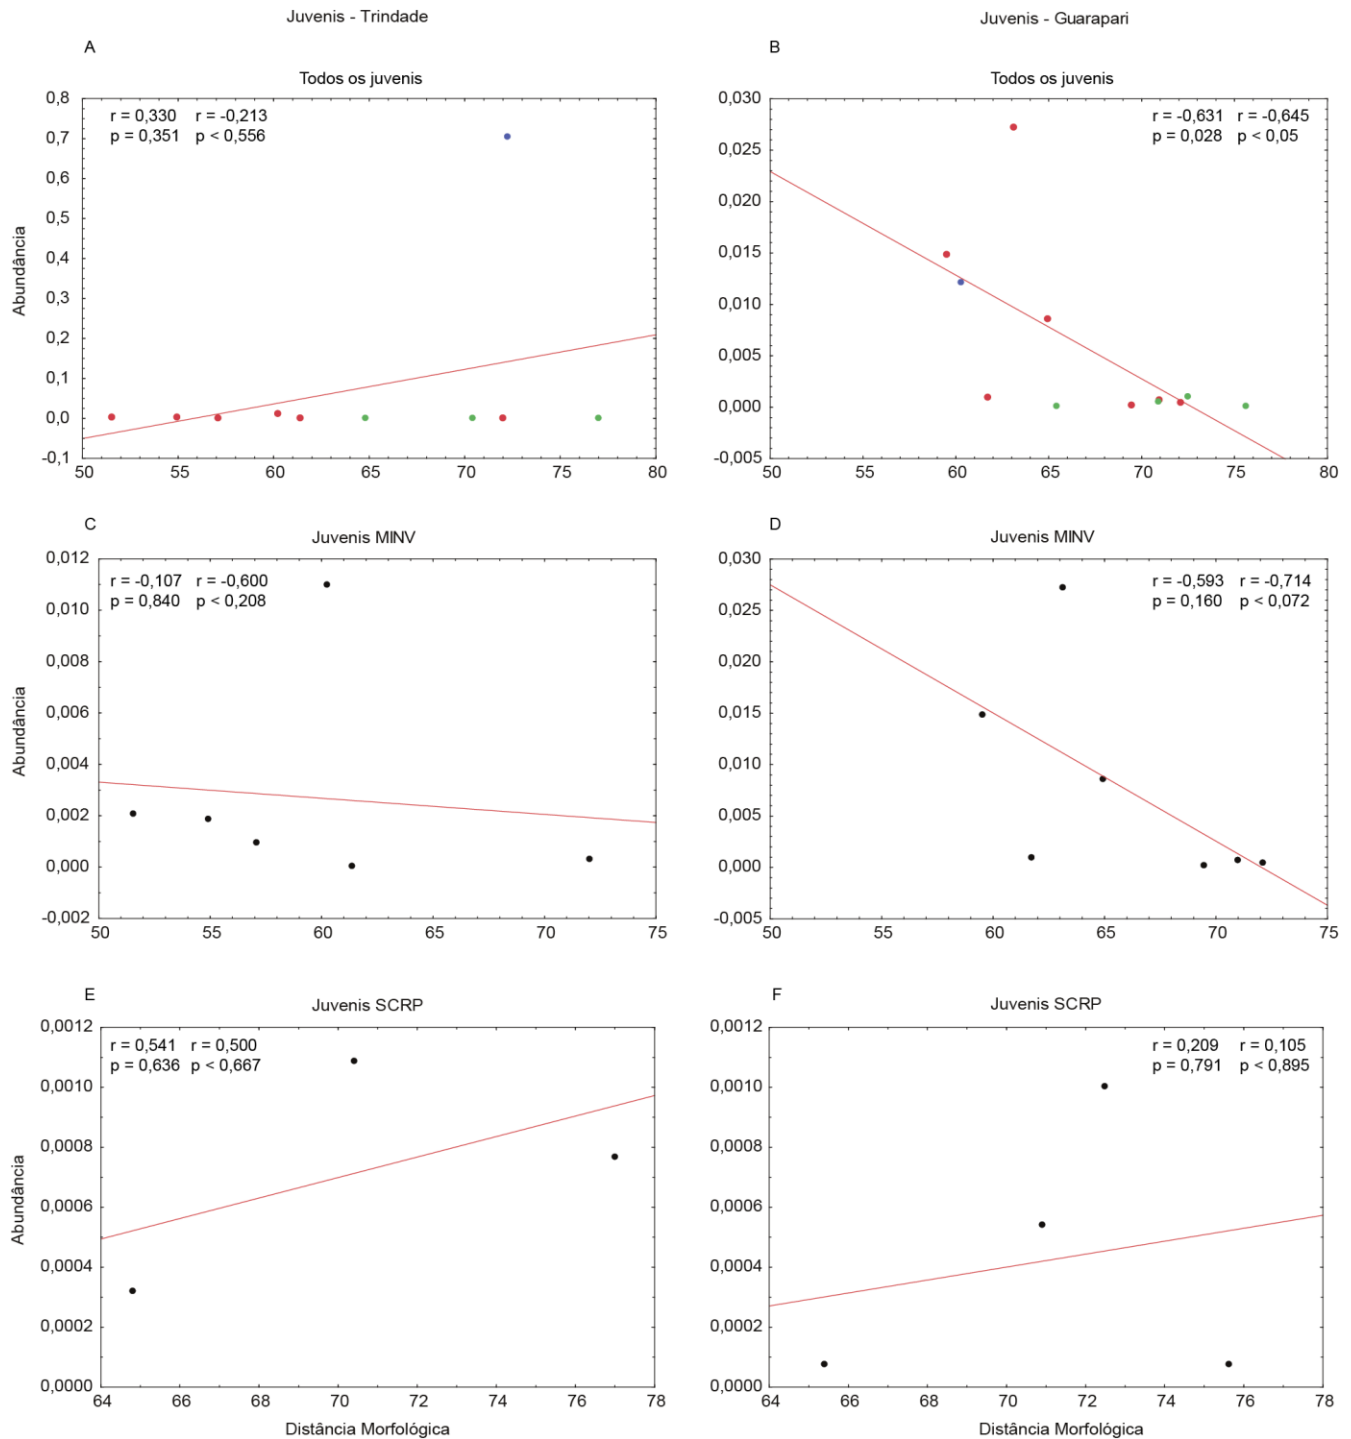 Juvenis - Trindade
Juvenis - Guarapari
A
Todos os juvenis
r = 0,330 r = -0,213
p = 0,351 p < 0,556
Abundância
0,8
0,7
0,6
0,5
0,4
0,3
0,2
0,1
0,0
-0,1
50 55 60 65 70 75 80
B
Todos os juvenis
r = -0,631 r = -0,645
p = 0,028 p < 0,05
0,030
0,025
0,020
0,015
0,010
0,005
0,000
-0,005
50 55 60 65 70 75 80
C
Juvenis MINV
r = -0,107 r = -0,600
p = 0,840 p < 0,208
Abundância
0,012
0,010
0,008
0,006
0,004
0,002
0,000
-0,002
50 55 60 65 70 75
D
Juvenis MINV
r = -0,593 r = -0,714
p = 0,160 p < 0,072
0,030
0,025
0,020
0,015
0,010
0,005
0,000
-0,005
50 55 60 65 70 75
E
Juvenis SCRP
r = 0,541 r = 0,500
p = 0,636 p < 0,667
Abundância
0,0012
0,0010
0,0008
0,0006
0,0004
0,0002
0,0000
64 66 68 70 72 74 76 78
Distância Morfológica
F
Juvenis SCRP
r = 0,209 r = 0,105
p = 0,791 p < 0,895
0,0012
0,0010
0,0008
0,0006
0,0004
0,0002
0,0000
64 66 68 70 72 74 76 78
Distância Morfológica